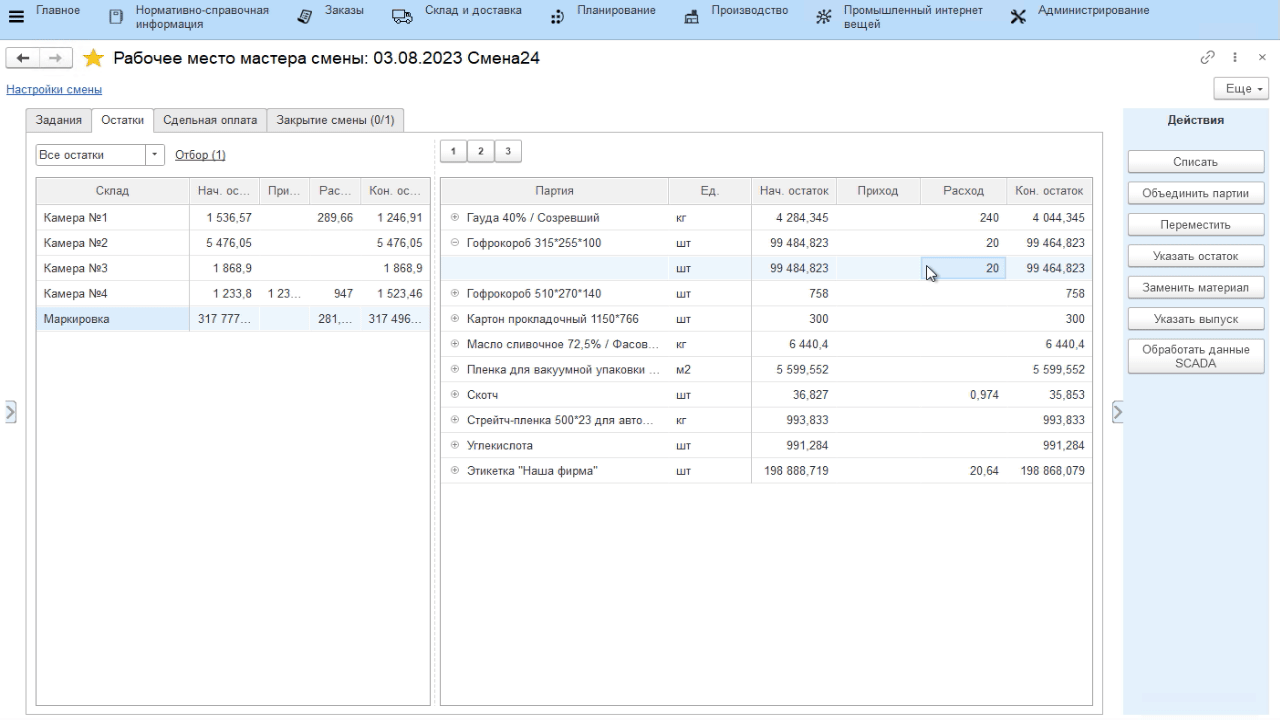 Главное
Нормативно-справочная
информация
Заказы
Склад и доставка
Планирование
Производство
Промышленный интернет
вещей
Администрирование
Рабочее место мастера смены: 03.08.2023 Смена24
Настройки смены
Еще
Задания Остатки Сдельная оплата Закрытие смены (0/1)
Все остатки Отбор (1)
Склад Нач. ос... При... Рас... Кон. ос...
Камера №1 1 536,57 289,66 1 246,91
Камера №2 5 476,05 5 476,05
Камера №3 1 868,9 1 868,9
Камера №4 1 233,8 1 23... 947 1 523,46
Маркировка 317 777... 281,... 317 496...
1 2 3
Партия Ед. Нач. остаток Приход Расход Кон. остаток
Гауда 40% / Созревший кг 4 284,345 240 4 044,345
Гофрокороб 315*255*100 шт 99 484,823 20 99 464,823
шт 99 484,823 20 99 464,823
Гофрокороб 510*270*140 шт 758 758
Картон прокладочный 1150*766 шт 300 300
Масло сливочное 72,5% / Фасов... кг 6 440,4 6 440,4
Пленка для вакуумной упаковки ... м2 5 599,552 5 599,552
Скотч шт 36,827 0,974 35,853
Стрейтч-пленка 500*23 для авто... кг 993,833 993,833
Углекислота шт 991,284 991,284
Этикетка "Наша фирма" шт 198 888,719 20,64 198 868,079
Действия
Списать
Объединить партии
Переместить
Указать остаток
Заменить материал
Указать выпуск
Обработать данные
SCADA